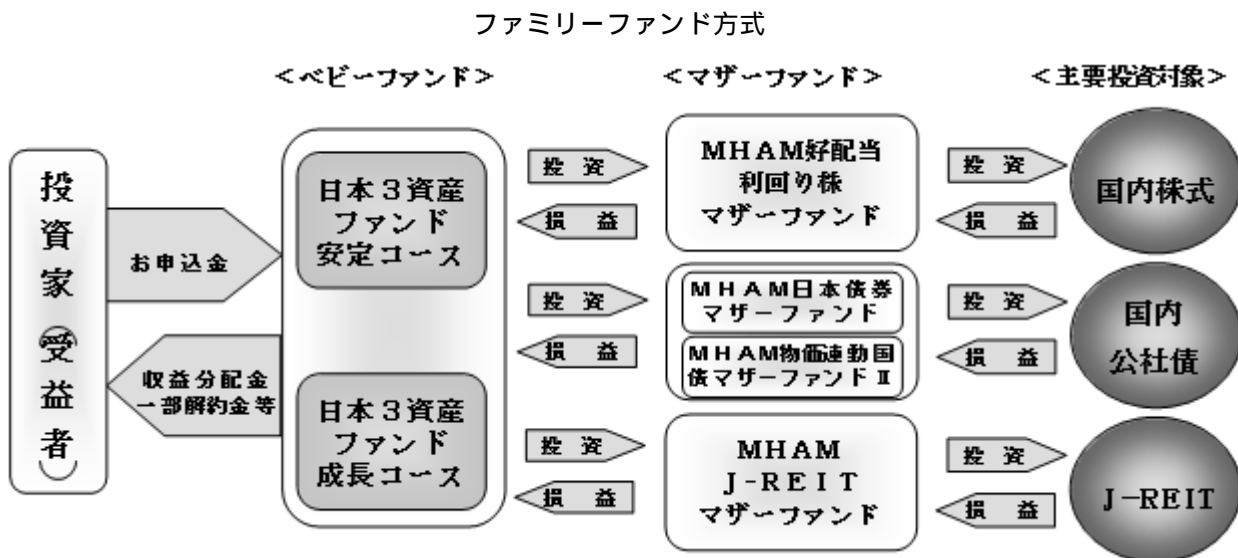 ファミリーファンド方式
＜ベビーファンド＞
＜マザーファンド＞
＜主要投資対象＞
投資家（受益者）
お申込金
収益分配金
一部解約金等
日本３資産
ファンド
安定コース
日本３資産
ファンド
成長コース
投資
損益
投資
損益
投資
損益
MHAM好配当
利回り株
マザーファンド
ＭＨＡＭ日本債券
マザーファンド
ＭＨＡＭ物価連動国
債マザーファンドⅡ
MHAM
J-ＲＥＩＴ
マザーファンド
投資
損益
投資
損益
投資
損益
国内株式
国内
公社債
J－REIT